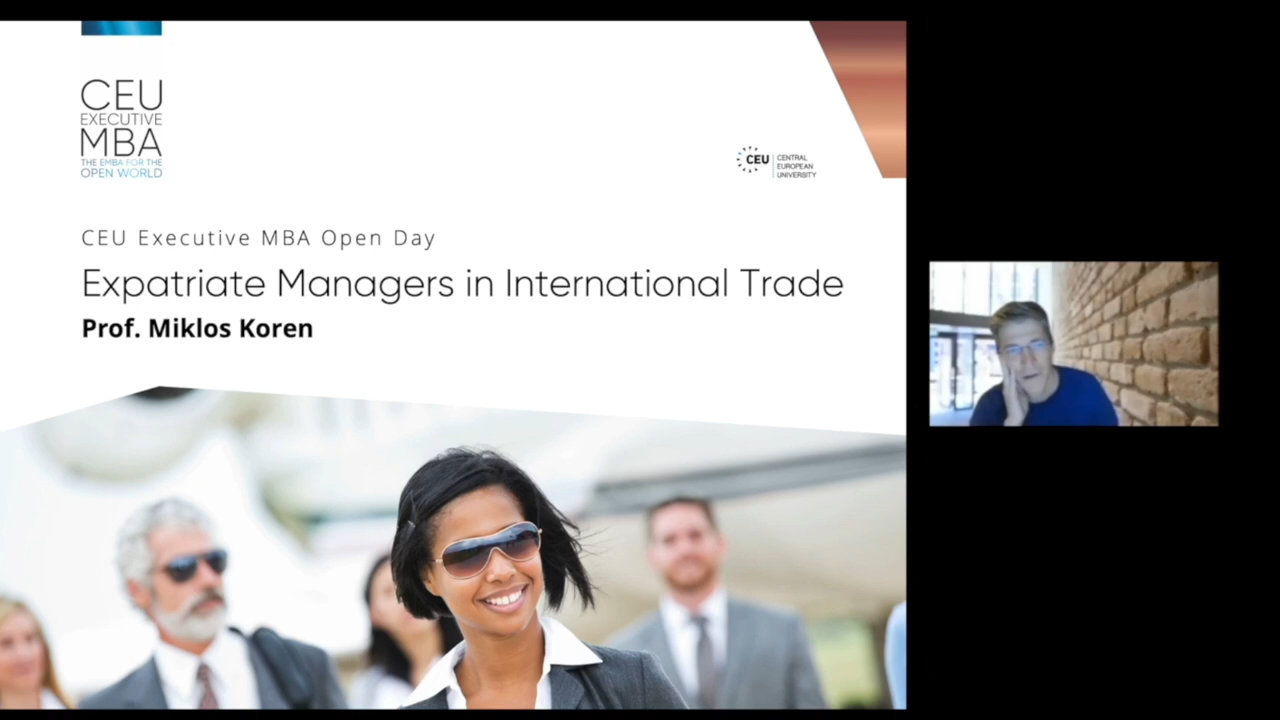 CEU
EXECUTIVE
MBA
THE EMBA FOR THE
OPEN WORLD
CEU
CENTRAL
EUROPEAN
UNIVERSITY
CEU Executive MBA Open Day
Expatriate Managers in International Trade
Prof. Miklos Koren